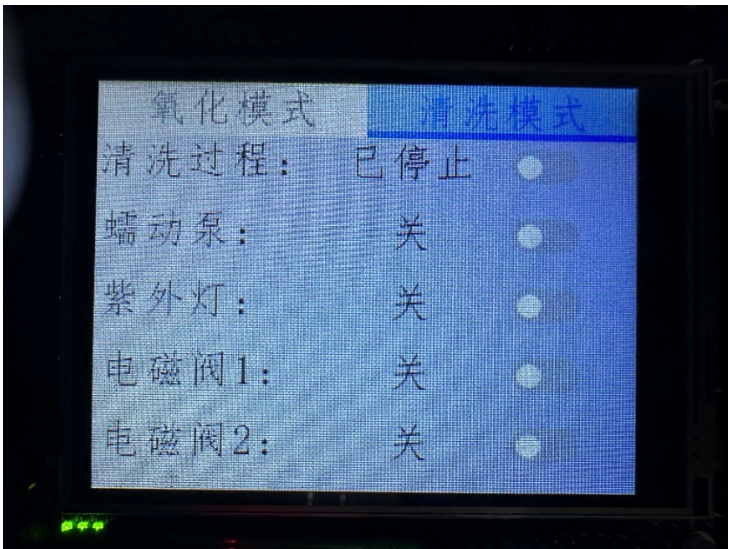 氧化模式 清洗模式
清洗过程: 已停止
蠕动泵: 关
紫外灯: 关
电磁阀1: 关
电磁阀2: 关